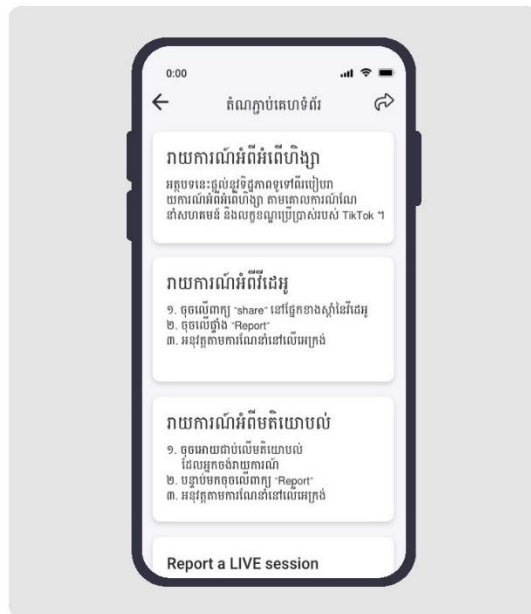 0:00
តំណភ្ជាប់គេហទំព័រ
រាយការណ៍អំពីអំពើហិង្សា
អត្ថបទនេះផ្តល់នូវទិដ្ឋភាពទូទៅពីរបៀបរា
យការណ៍អំពីអំពើហិង្សា តាមគោលការណ៍ណែ
នាំសហគមន៍ និងលក្ខខណ្ឌប្រើប្រាស់របស់ TikTok ។
រាយការណ៍អំពីវីដេអូ
១. ចុចលើពាក្យ "share" នៅផ្នែកខាងស្តាំនៃវីដេអូ
២. ចុចលើផ្ទាំង "Report"
៣. អនុវត្តតាមការណែនាំនៅលើអេក្រង់
រាយការណ៍អំពីមតិយោបល់
១. ចុចអោយជាប់លើមតិយោបល់
ដែលអ្នកចង់រាយការណ៍
២. បន្ទាប់មកចុចលើពាក្យ "Report"
៣. អនុវត្តតាមការណែនាំនៅលើអេក្រង់
Report a LIVE session